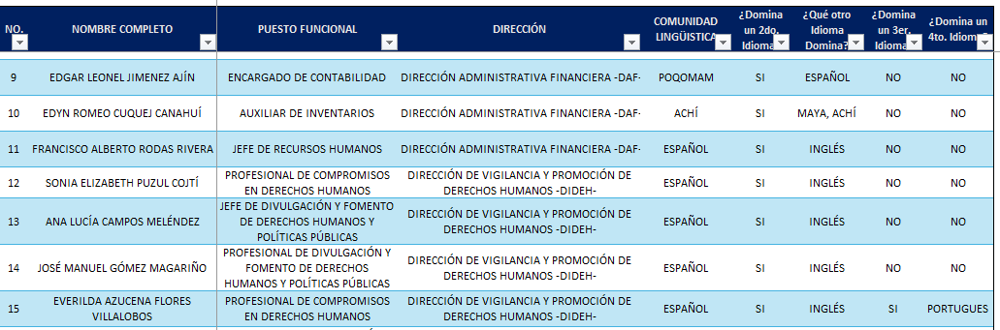 NO. NOMBRE COMPLETO PUESTO FUNCIONAL DIRECCIÓN COMUNIDAD LINGÜISTICA ¿Domina un 2do. Idioma ¿Qué otro Idioma Domina? ¿Domina un 3er. Idioma ¿Domina un 4to. Idioma?
9 EDGAR LEONEL JIMENEZ AJÍN ENCARGADO DE CONTABILIDAD DIRECCIÓN ADMINISTRATIVA FINANCIERA -DAF- POQOMAM SI ESPAÑOL NO NO
10 EDYN ROMEO CUQUEJ CANAHUÍ AUXILIAR DE INVENTARIOS DIRECCIÓN ADMINISTRATIVA FINANCIERA -DAF- ACHÍ SI MAYA, ACHÍ NO NO
11 FRANCISCO ALBERTO RODAS RIVERA JEFE DE RECURSOS HUMANOS DIRECCIÓN ADMINISTRATIVA FINANCIERA -DAF- ESPAÑOL SI INGLÉS NO NO
12 SONIA ELIZABETH PUZUL COJTÍ PROFESIONAL DE COMPROMISOS EN DERECHOS HUMANOS DIRECCIÓN DE VIGILANCIA Y PROMOCIÓN DE DERECHOS HUMANOS -DIDEH- ESPAÑOL SI INGLÉS NO NO
13 ANA LUCÍA CAMPOS MELÉNDEZ JEFE DE DIVULGACIÓN Y FOMENTO DE DERECHOS HUMANOS Y POLÍTICAS PÚBLICAS DIRECCIÓN DE VIGILANCIA Y PROMOCIÓN DE DERECHOS HUMANOS -DIDEH- ESPAÑOL SI INGLÉS NO NO
14 JOSÉ MANUEL GÓMEZ MAGARIÑO PROFESIONAL DE DIVULGACIÓN Y FOMENTO DE DERECHOS HUMANOS Y POLÍTICAS PÚBLICAS DIRECCIÓN DE VIGILANCIA Y PROMOCIÓN DE DERECHOS HUMANOS -DIDEH- ESPAÑOL SI INGLÉS NO NO
15 EVERILDA AZUCENA FLORES VILLALOBOS PROFESIONAL DE COMPROMISOS EN DERECHOS HUMANOS DIRECCIÓN DE VIGILANCIA Y PROMOCIÓN DE DERECHOS HUMANOS -DIDEH- ESPAÑOL SI INGLÉS SI PORTUGUES